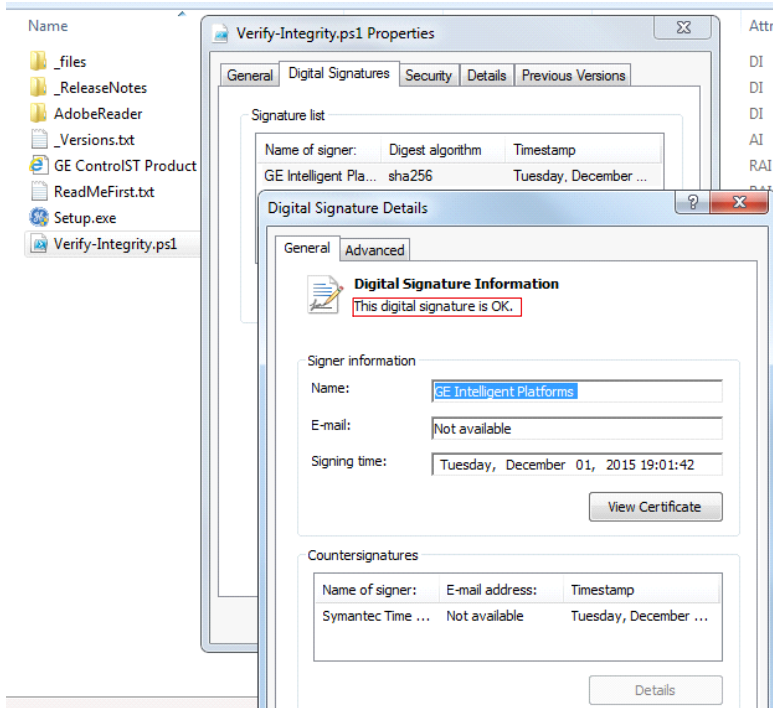 Name
Attr
_files
DI
_ReleaseNotes
DI
AdobeReader
DI
_Versions.txt
AI
GE ControlST Product
RAI
ReadMeFirst.txt
Setup.exe
Verify-Integrity.ps1
Verify-Integrity.ps1 Properties
General
Digital Signatures
Security
Details
Previous Versions
Signature list
Name of signer:
Digest algorithm
Timestamp
GE Intelligent Pla...
sha256
Tuesday, December ...
Digital Signature Details
?
General
Advanced
Digital Signature Information
This digital signature is OK.
Signer information
Name:
GE Intelligent Platforms
E-mail:
Not available
Signing time:
Tuesday, December 01, 2015 19:01:42
View Certificate
Countersignatures
Name of signer:
E-mail address:
Timestamp
Symantec Time ...
Not available
Tuesday, December ...
Details